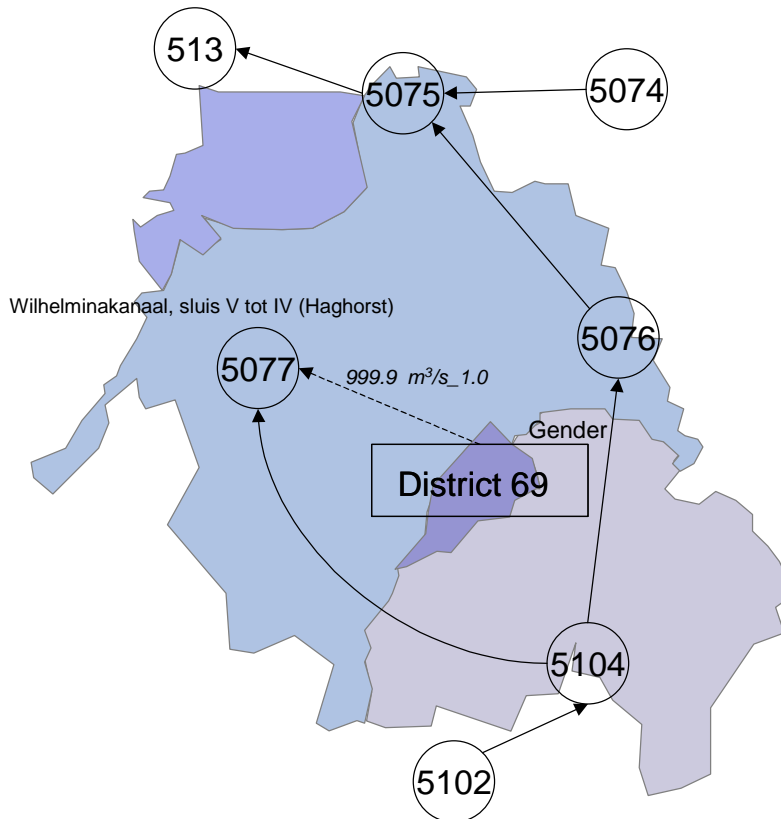 513
5075
5074
Wilhelminakanaal, sluis V tot IV (Haghorst)
5076
5077
999.9 m³/s_1.0
Gender
District 69
5104
5102